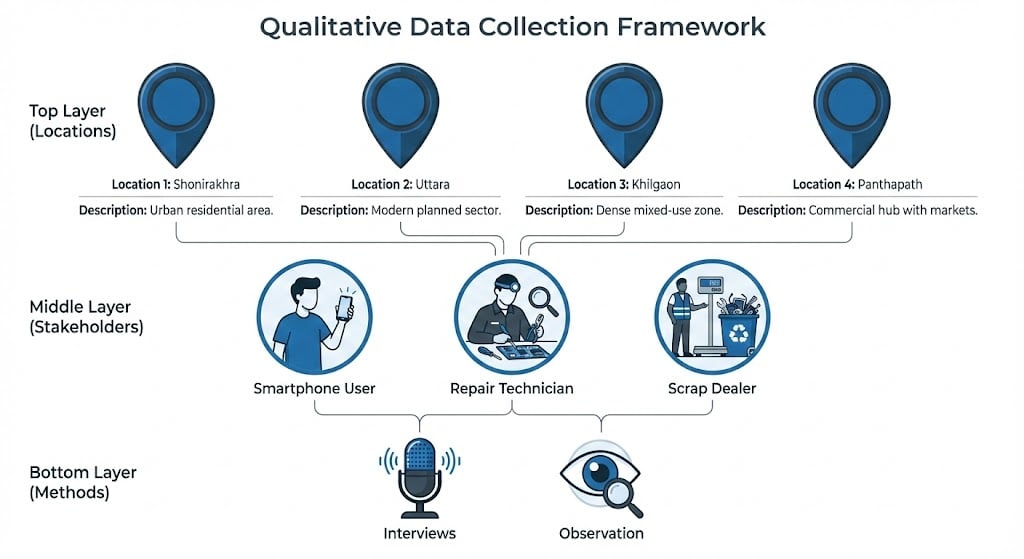 Qualitative Data Collection Framework
Top Layer
(Locations)
Location 1: Shonirakhra
Description: Urban residential area.
Location 2: Uttara
Description: Modern planned sector.
Location 3: Khilgaon
Description: Dense mixed-use zone.
Location 4: Panthapath
Description: Commercial hub with markets.
Middle Layer
(Stakeholders)
Smartphone User
Repair Technician
Scrap Dealer
Bottom Layer
(Methods)
Interviews
Observation